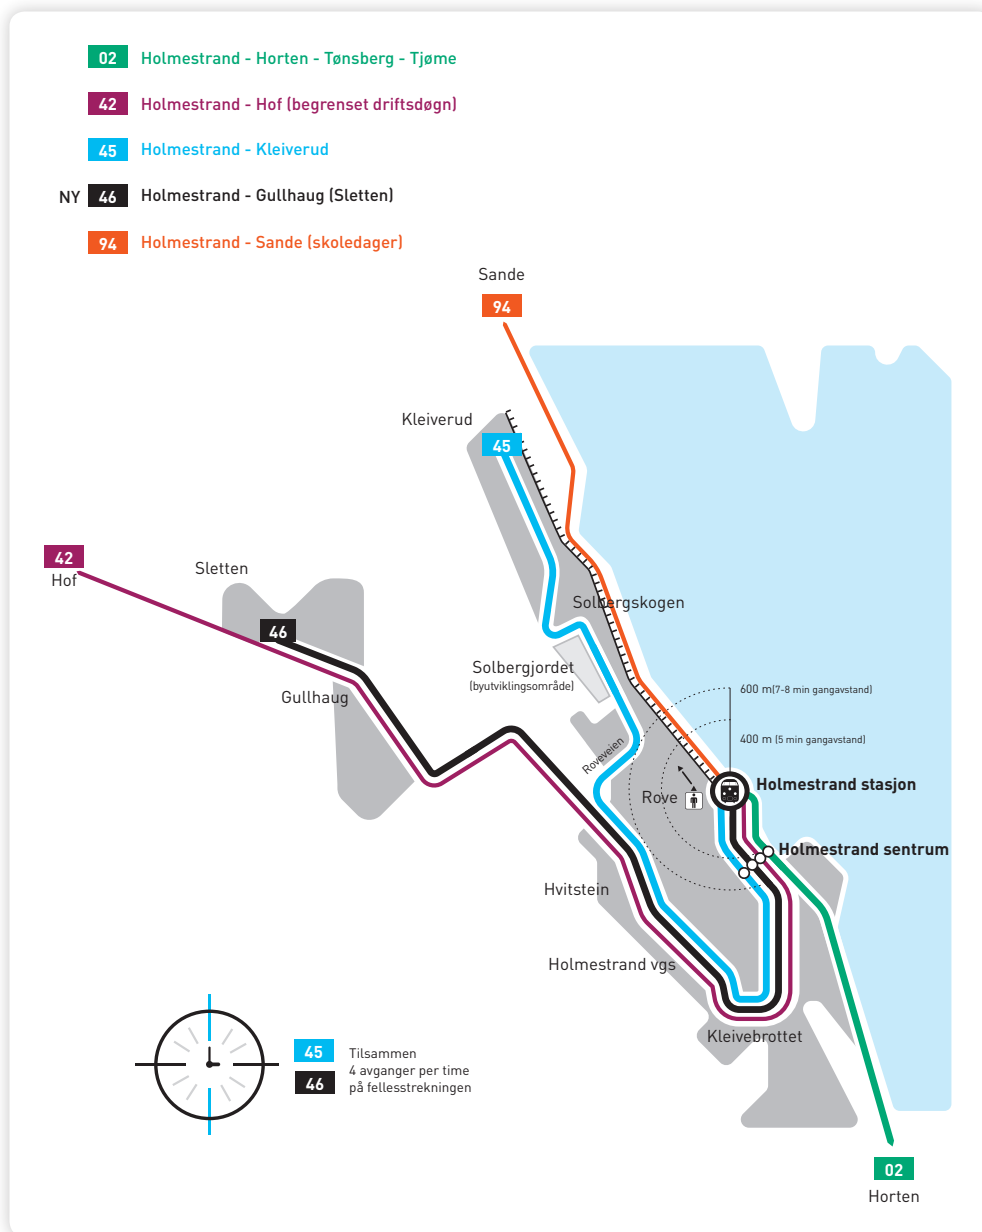 02 Holmestrand - Horten - Tønsberg - Tjøme
42 Holmestrand - Hof (begrenset driftsdøgn)
45 Holmestrand - Kleiverud
NY 46 Holmestrand - Gullhaug (Sletten)
94 Holmestrand - Sande (skoledager)
Sande
94
Kleiverud
45
42
Hof
Sletten
46
Solbergskogen
Solbergjordet
(byutviklingsområde)
Gullhaug
600 m(7-8 min gangavstand)
400 m (5 min gangavstand)
Roveveien
Holmestrand stasjon
Rove
Holmestrand sentrum
Hvitstein
Holmestrand vgs
Kleivebrottet
45
46
Tilsammen
4 avganger per time
på fellesstrekningen
02
Horten